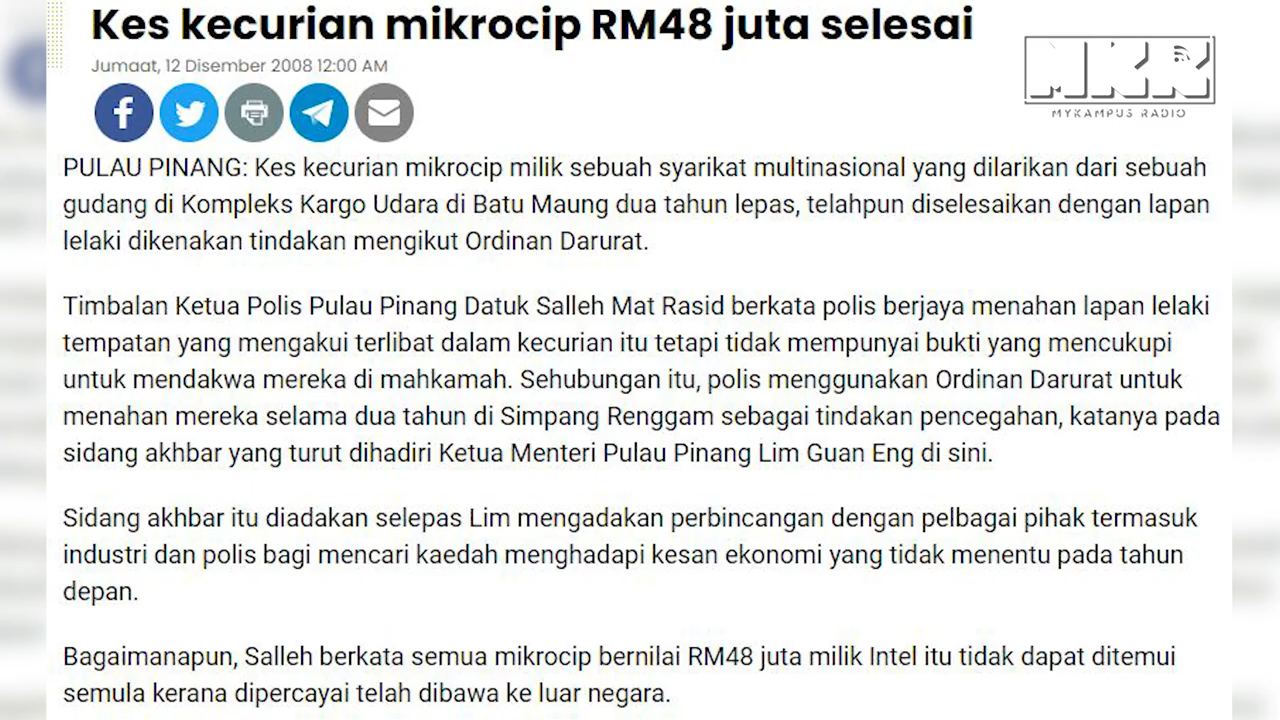 Kes kecurian mikrocip RM48 juta selesai
Jumaat, 12 Disember 2008 12:00 AM
MKR
MYKAMPUS RADIO
PULAU PINANG: Kes kecurian mikrocip milik sebuah syarikat multinasional yang dilarikan dari sebuah
gudang di Kompleks Kargo Udara di Batu Maung dua tahun lepas, telahpun diselesaikan dengan lapan
lelaki dikenakan tindakan mengikut Ordinan Darurat.
Timbalan Ketua Polis Pulau Pinang Datuk Salleh Mat Rasid berkata polis berjaya menahan lapan lelaki
tempatan yang mengakui terlibat dalam kecurian itu tetapi tidak mempunyai bukti yang mencukupi
untuk mendakwa mereka di mahkamah. Sehubungan itu, polis menggunakan Ordinan Darurat untuk
menahan mereka selama dua tahun di Simpang Renggam sebagai tindakan pencegahan, katanya pada
sidang akhbar yang turut dihadiri Ketua Menteri Pulau Pinang Lim Guan Eng di sini.
Sidang akhbar itu diadakan selepas Lim mengadakan perbincangan dengan pelbagai pihak termasuk
industri dan polis bagi mencari kaedah menghadapi kesan ekonomi yang tidak menentu pada tahun
depan.
Bagaimanapun, Salleh berkata semua mikrocip bernilai RM48 juta milik Intel itu tidak dapat ditemui
semula kerana dipercayai telah dibawa ke luar negara.